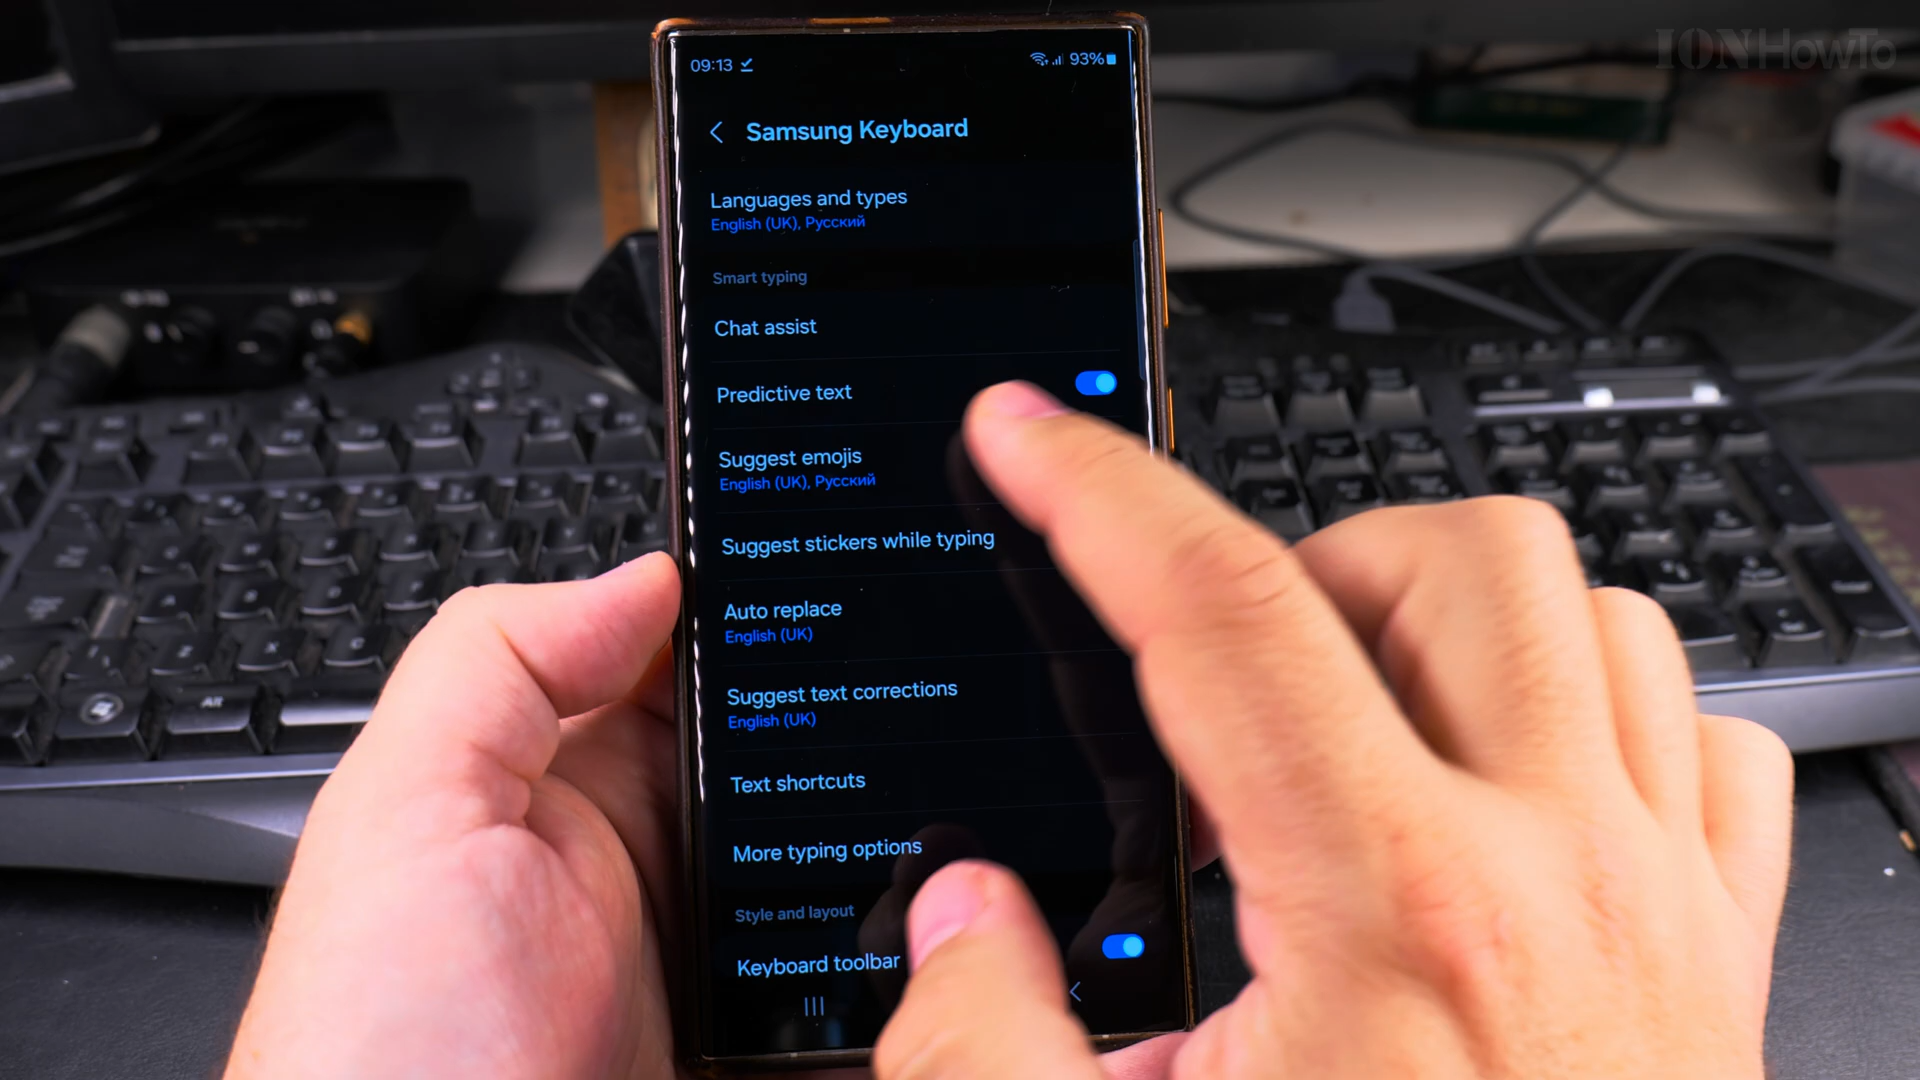 IONHowTo
09:13
93%
Samsung Keyboard
Languages and types
English (UK), Русский
Smart typing
Chat assist
Predictive text
Suggest emojis
English (UK), Русский
Suggest stickers while typing
Auto replace
English (UK)
Suggest text corrections
English (UK)
Text shortcuts
More typing options
Style and layout
Keyboard toolbar
Alt